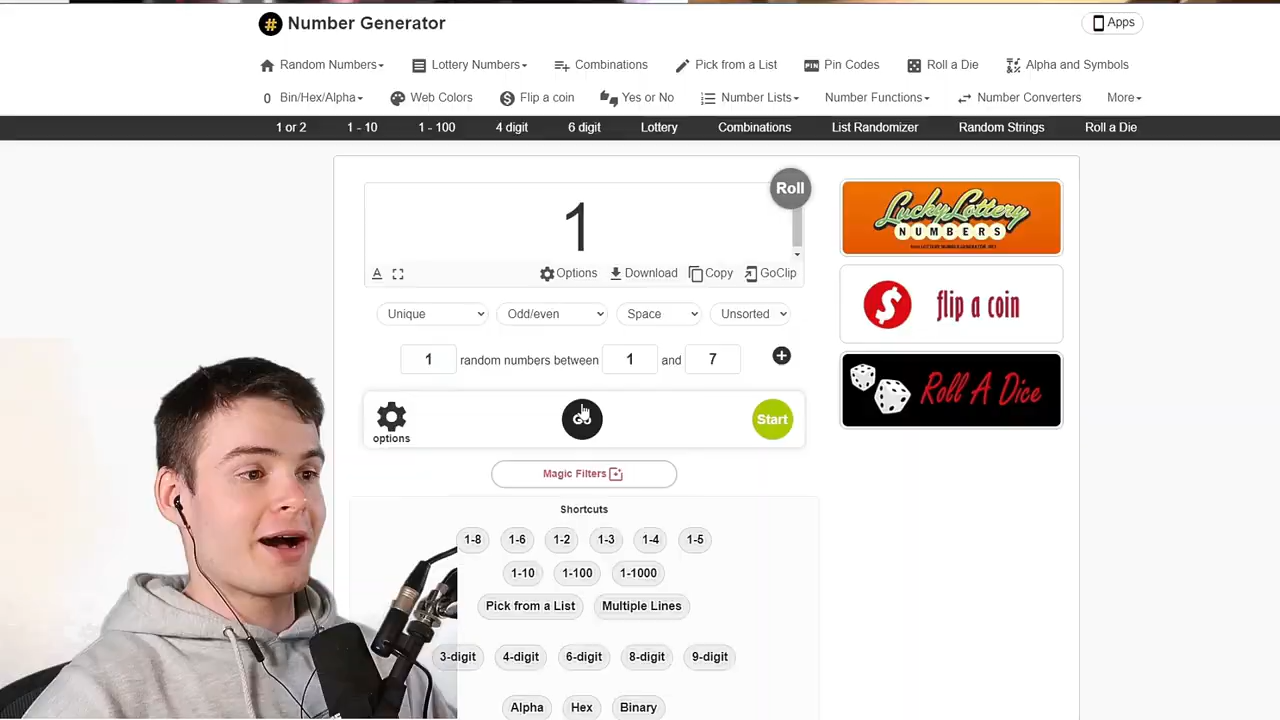 # Number Generator
Apps
Random Numbers Lottery Numbers Combinations Pick from a List PIN Pin Codes Roll a Die Alpha and Symbols
0 Bin/Hex/Alpha Web Colors $ Flip a coin Yes or No Number Lists Number Functions Number Converters More
1 or 2 1 - 10 1 - 100 4 digit 6 digit Lottery Combinations List Randomizer Random Strings Roll a Die
Roll
1
A Options Download Copy GoClip
Unique Odd/even Space Unsorted
1 random numbers between 1 and 7
options GO Start
Magic Filters
Shortcuts
1-8 1-6 1-2 1-3 1-4 1-5
1-10 1-100 1-1000
Pick from a List Multiple Lines
3-digit 4-digit 6-digit 8-digit 9-digit
Alpha Hex Binary
Lucky Lottery
NUMBERS
$ flip a coin
Roll A Dice